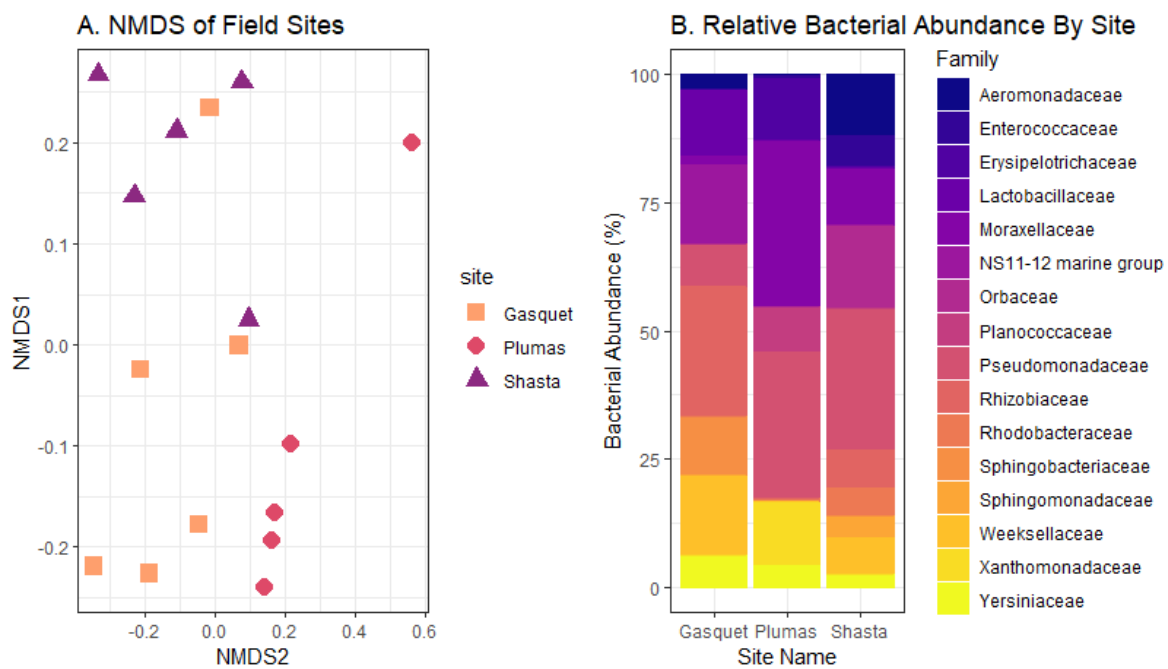 A. NMDS of Field Sites
NMDS1
0.2
0.1
0.0
-0.1
-0.2
-0.2
0.0
0.2
0.4
0.6
NMDS2
site
Gasquet
Plumas
Shasta
B. Relative Bacterial Abundance By Site
Bacterial Abundance (%)
100
75
50
25
0
Gasquet
Plumas
Shasta
Site Name
Family
Aeromonadaceae
Enterococcaceae
Erysipelotrichaceae
Lactobacillaceae
Moraxellaceae
NS11-12 marine group
Orbaceae
Planococcaceae
Pseudomonadaceae
Rhizobiaceae
Rhodobacteraceae
Sphingobacteriaceae
Sphingomonadaceae
Weeksellaceae
Xanthomonadaceae
Yersiniaceae